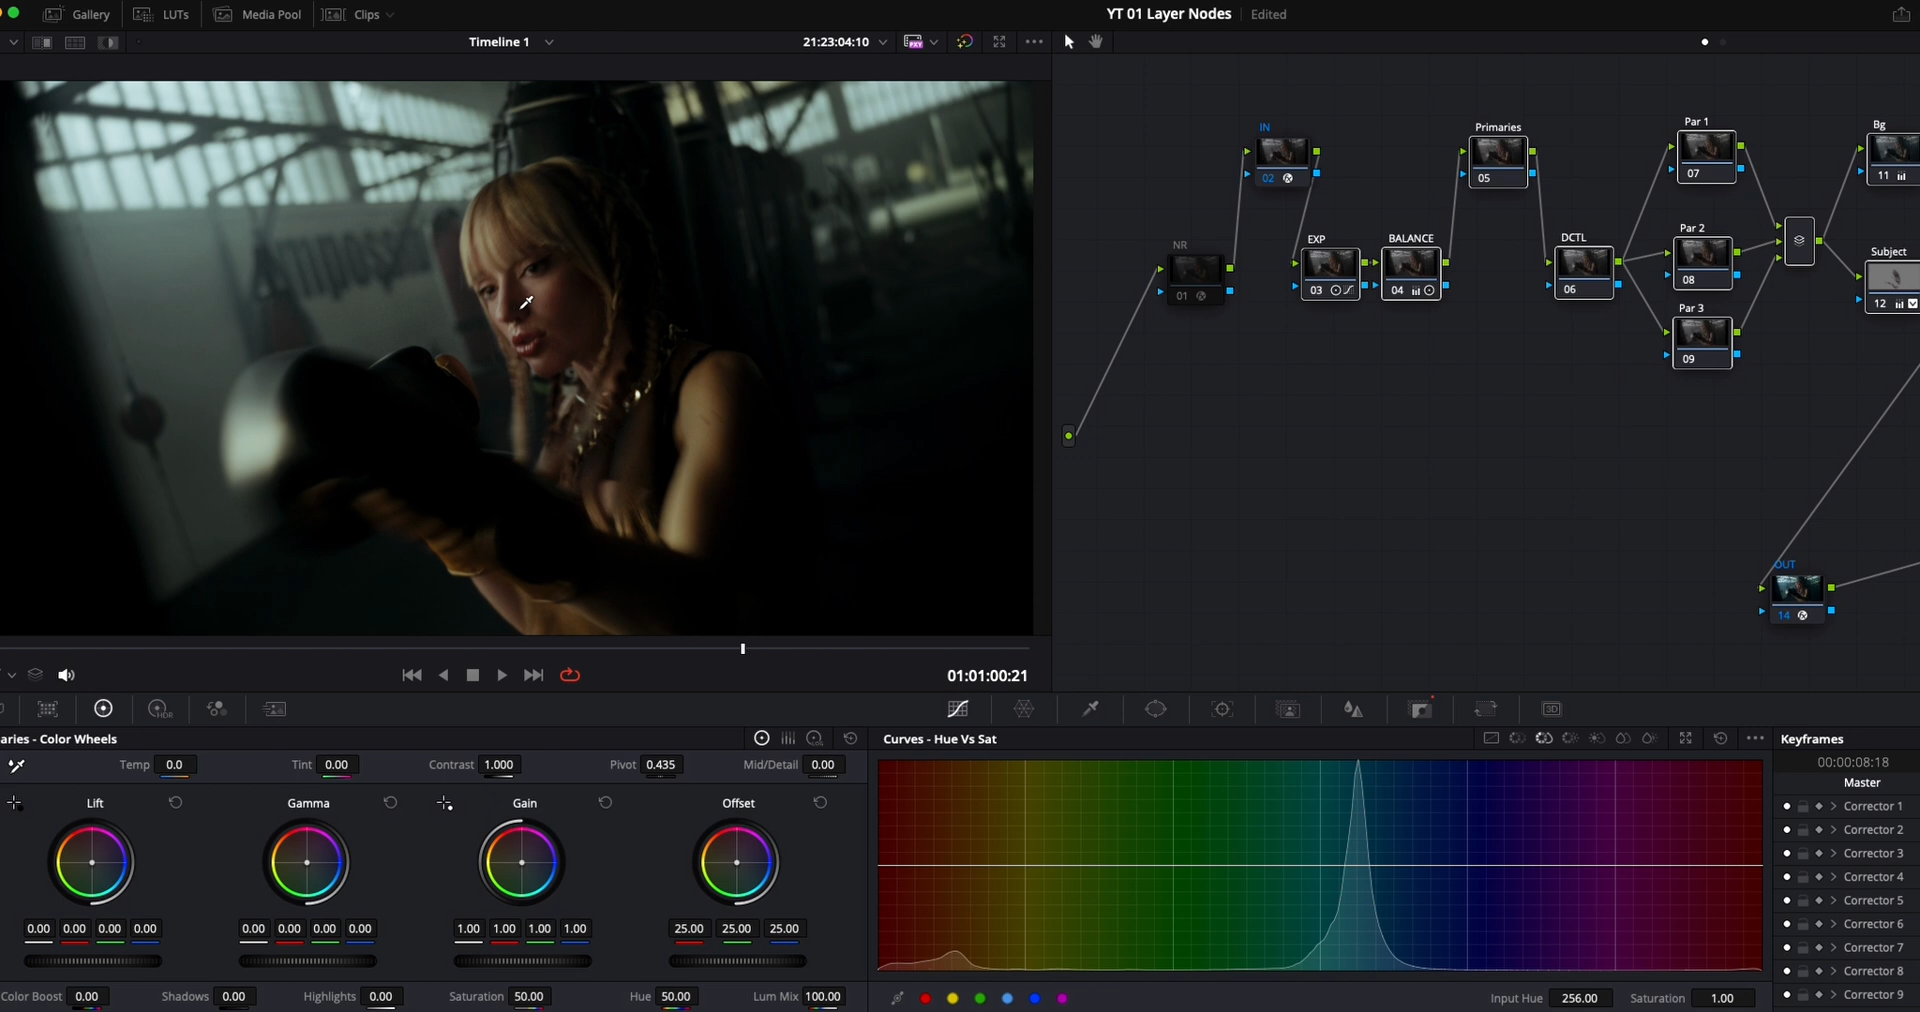 Gallery LUTs Media Pool Clips YT 01 Layer Nodes Edited
Timeline 1 21:23:04:10 PXY
IN
02
Primaries
05
Par 1
07
Bg
11
NR
01
EXP
03
BALANCE
04
DCTL
06
Par 2
08
Subject
12
Par 3
09
OUT
14
01:01:00:21
HDR 3D
aries - Color Wheels LOG
Curves - Hue Vs Sat
Keyframes
Temp 0.0 Tint 0.00 Contrast 1.000 Pivot 0.435 Mid/Detail 0.00
00:00:08:18
Master
Lift Gamma Gain Offset
0.00 0.00 0.00 0.00 0.00 0.00 0.00 0.00 1.00 1.00 1.00 1.00 25.00 25.00 25.00
Color Boost 0.00 Shadows 0.00 Highlights 0.00 Saturation 50.00 Hue 50.00 Lum Mix 100.00
Input Hue 256.00 Saturation 1.00
Corrector 1
Corrector 2
Corrector 3
Corrector 4
Corrector 5
Corrector 6
Corrector 7
Corrector 8
Corrector 9